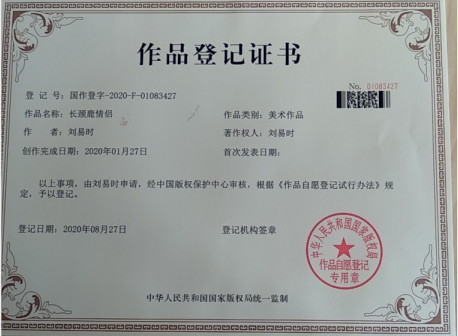 作品登记证书
No. 01083427
登 记 号：国作登字-2020-F-01083427
作品名称：长颈鹿情侣 作品类别：美术作品
作 者：刘易时 著作权人：刘易时
创作完成日期：2020年01月27日 首次发表日期：
以上事项，由刘易时申请，经中国版权保护中心审核，根据《作品自愿登记试行办法》规
定，予以登记。
登记日期：2020年08月27日 登记机构签章
中华人民共和国国家版权局
作品自愿登记
专用章
中华人民共和国国家版权局统一监制